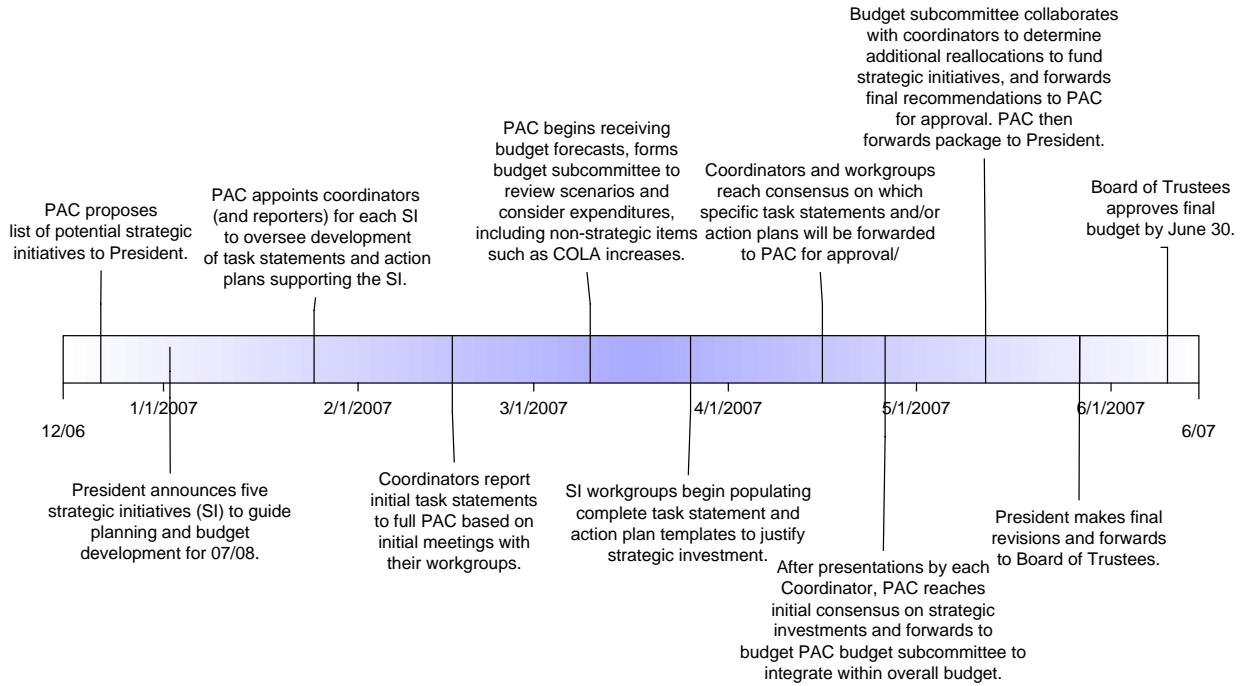 PAC proposes
list of potential strategic
initiatives to President.
PAC appoints coordinators
(and reporters) for each SI
to oversee development
of task statements and action
plans supporting the SI.
PAC begins receiving
budget forecasts, forms
budget subcommittee to
review scenarios and
consider expenditures,
including non-strategic items
such as COLA increases.
Coordinators and workgroups
reach consensus on which
specific task statements and/or
action plans will be forwarded
to PAC for approval/
Budget subcommittee collaborates
with coordinators to determine
additional reallocations to fund
strategic initiatives, and forwards
final recommendations to PAC
for approval. PAC then
forwards package to President.
Board of Trustees
approves final
budget by June 30.
12/06
1/1/2007
2/1/2007
3/1/2007
4/1/2007
5/1/2007
6/1/2007
6/07
President announces five
strategic initiatives (SI) to guide
planning and budget
development for 07/08.
Coordinators report
initial task statements
to full PAC based on
initial meetings with
their workgroups.
SI workgroups begin populating
complete task statement and
action plan templates to justify
strategic investment.
After presentations by each
Coordinator, PAC reaches
initial consensus on strategic
investments and forwards to
budget PAC budget subcommittee to
integrate within overall budget.
President makes final
revisions and forwards
to Board of Trustees.